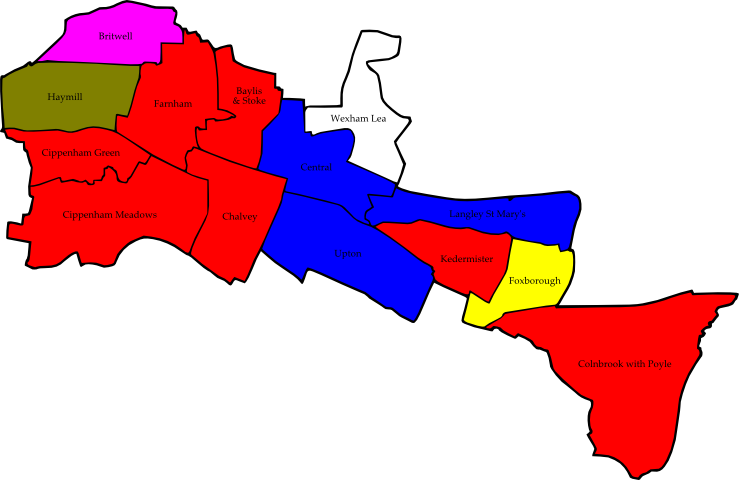 Britwell
Haymill
Farnham
Baylis
& Stoke
Wexham Lea
Cippenham Green
Central
Cippenham Meadows
Chalvey
Langley St Mary's
Upton
Kedermister
Foxborough
Colnbrook with Poyle